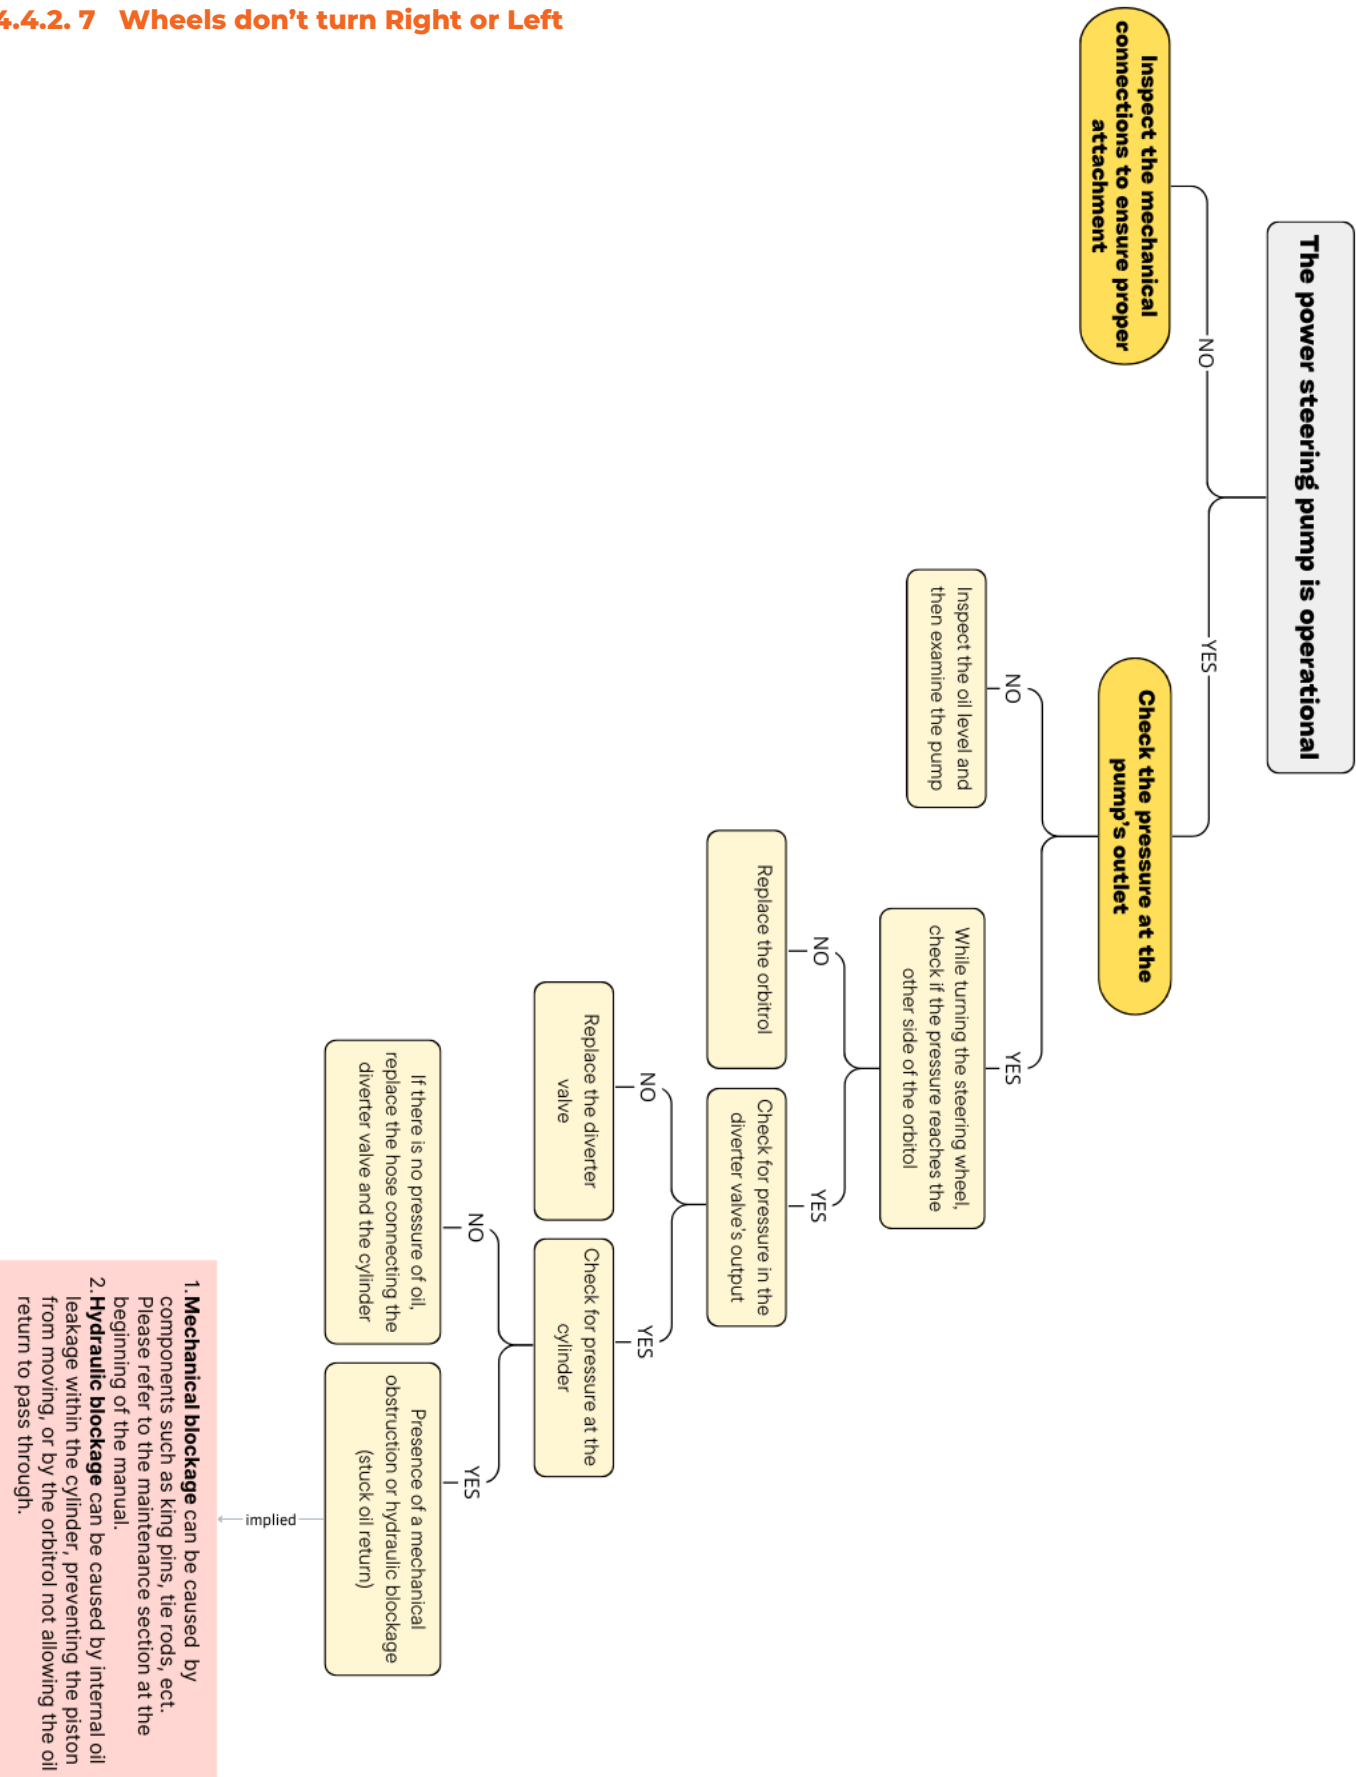 4.4.2. 7 Wheels don’t turn Right or Left
The power steering pump is operational
NO
YES
Inspect the mechanical
connections to ensure proper
attachment
Check the pressure at the
pump’s outlet
NO
YES
Inspect the oil level and
then examine the pump
While turning the steering wheel,
check if the pressure reaches the
other side of the orbitol
NO
YES
Replace the orbitrol
Check for pressure in the
diverter valve’s output
NO
YES
Replace the diverter
valve
Check for pressure at the
cylinder
NO
YES
If there is no pressure of oil,
replace the hose connecting the
diverter valve and the cylinder
Presence of a mechanical
obstruction or hydraulic blockage
(stuck oil return)
implied
1. Mechanical blockage can be caused by
components such as king pins, tie rods, ect.
Please refer to the maintenance section at the
beginning of the manual.
2. Hydraulic blockage can be caused by internal oil
leakage within the cylinder, preventing the piston
from moving, or by the orbitrol not allowing the oil
return to pass through.